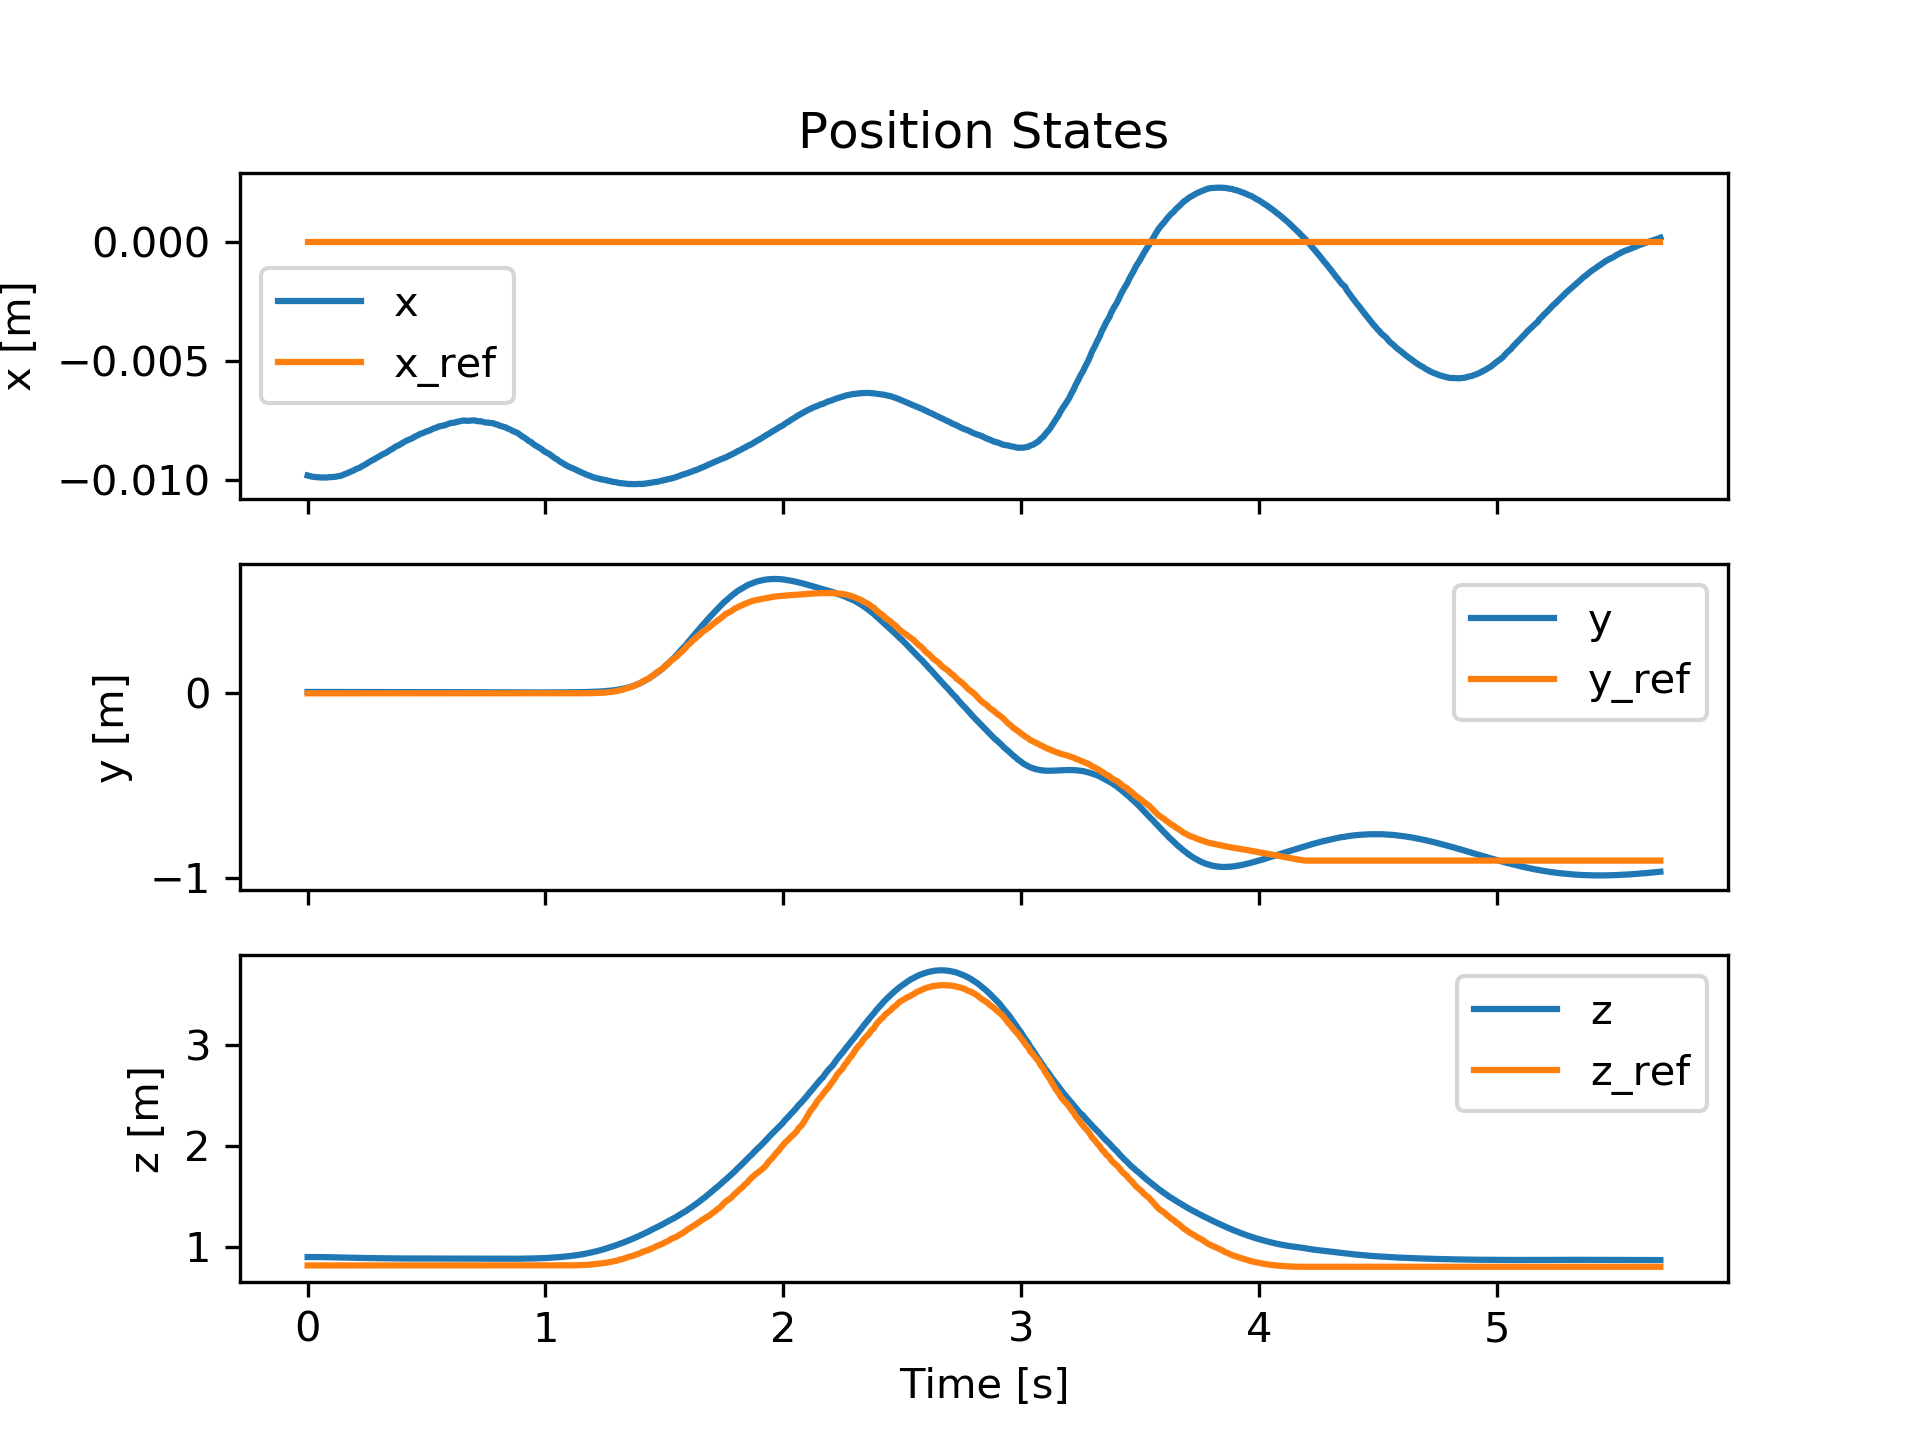 Position States
x [m]
0.000
−0.005
−0.010
x
x_ref
y [m]
0
−1
y
y_ref
z [m]
3
2
1
z
z_ref
0 1 2 3 4 5
Time [s]